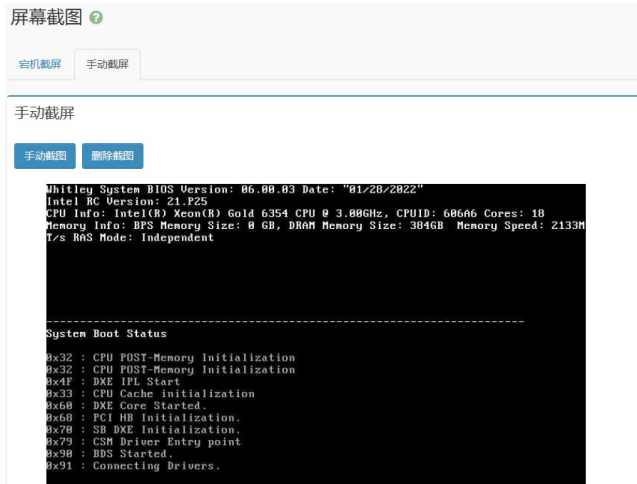 屏幕截图
宕机截屏 手动截屏
手动截屏
手动截图 删除截图
Whitley System BIOS Version: 06.00.03 Date: "01/28/2022"
Intel RC Version: 21.P25
CPU Info: Intel(R) Xeon(R) Gold 6354 CPU @ 3.00GHz, CPUID: 606A6 Cores: 18
Memory Info: BPS Memory Size: 0 GB, DRAM Memory Size: 384GB  Memory Speed: 2133M
T/s RAS Mode: Independent
--------------------------------------------------------------------
System Boot Status
0x32 : CPU POST-Memory Initialization
0x32 : CPU POST-Memory Initialization
0x4F : DXE IPL Start
0x33 : CPU Cache initialization
0x60 : DXE Core Started.
0x68 : PCI HB Initialization.
0x70 : SB DXE Initialization.
0x79 : CSM Driver Entry point
0x90 : BDS Started.
0x91 : Connecting Drivers.